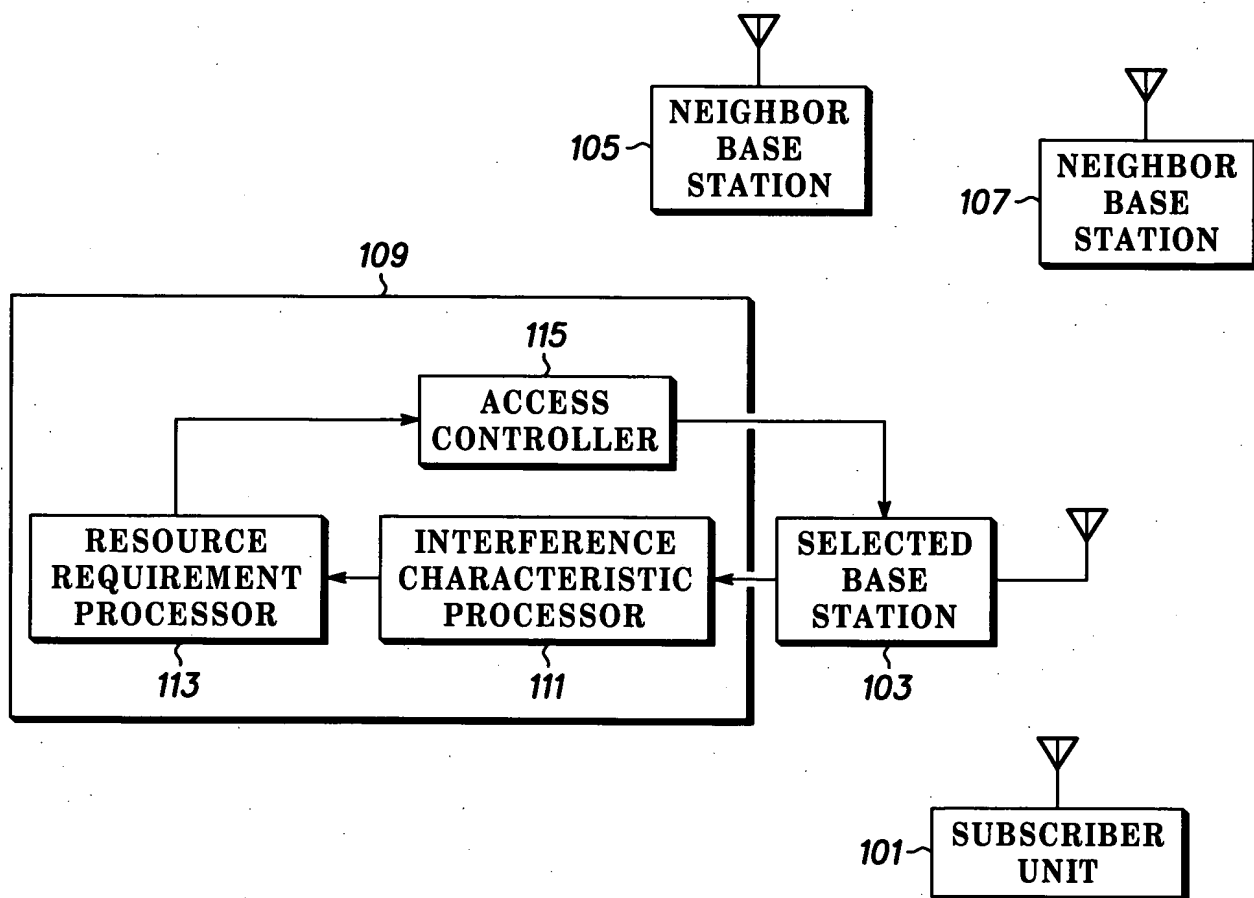 NEIGHBOR
BASE
STATION
105
NEIGHBOR
BASE
STATION
107
109
115
ACCESS
CONTROLLER
RESOURCE
REQUIREMENT
PROCESSOR
113
INTERFERENCE
CHARACTERISTIC
PROCESSOR
111
SELECTED
BASE
STATION
103
SUBSCRIBER
UNIT
101